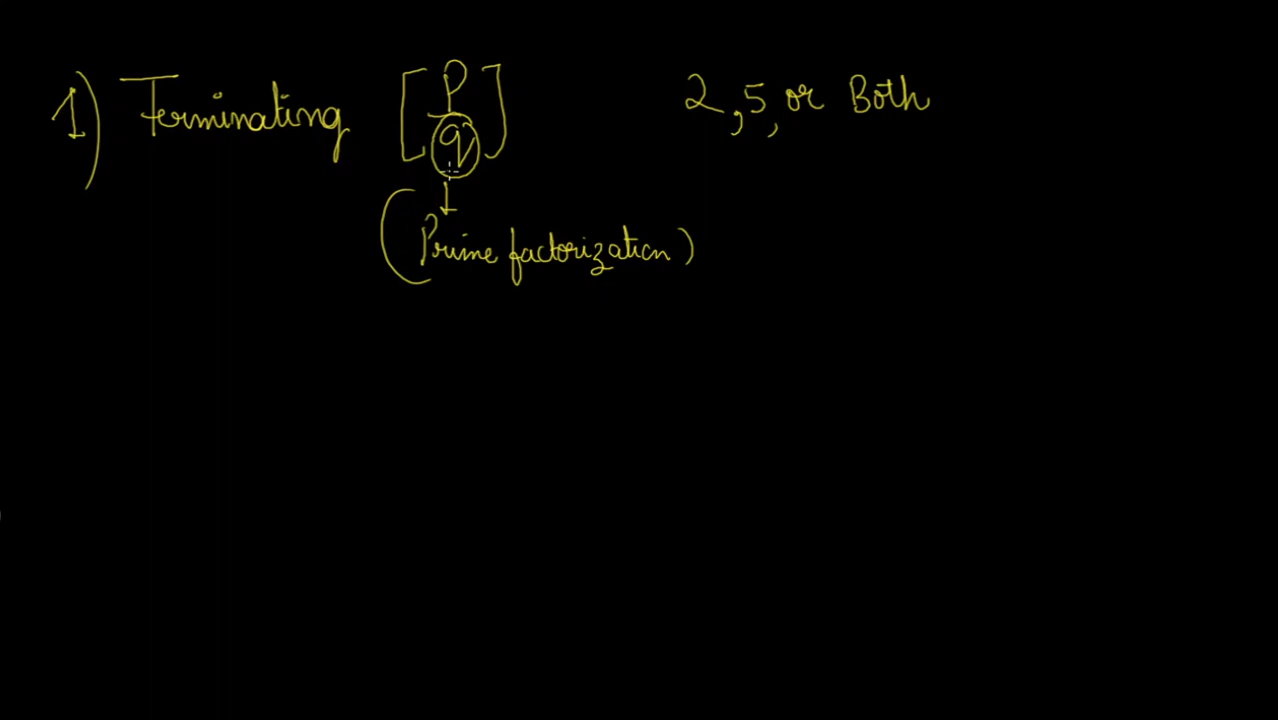 1) Terminating [P/q] 2, 5, or Both
(Prime factorization)